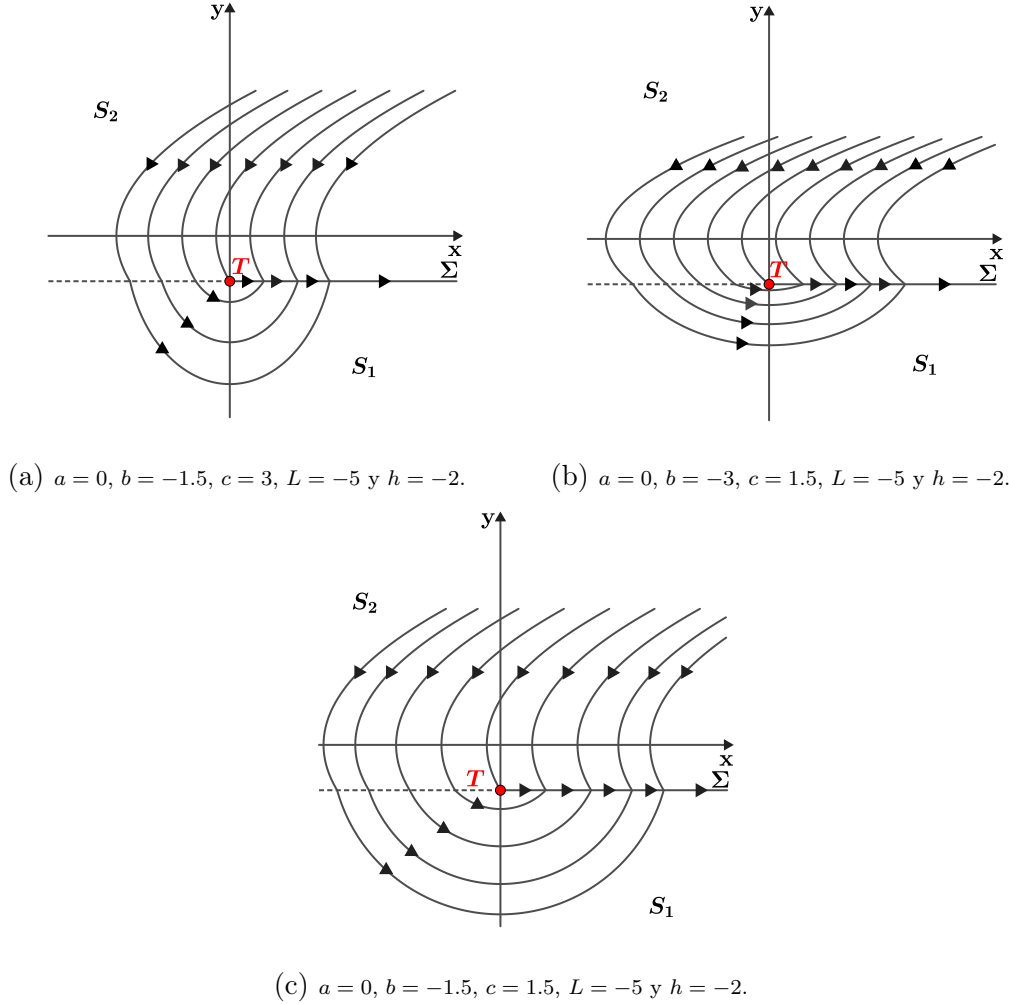 y
S₂
T
x
Σ
S₁
(a) a = 0, b = −1.5, c = 3, L = −5 y h = −2.
y
S₂
T
x
Σ
S₁
(b) a = 0, b = −3, c = 1.5, L = −5 y h = −2.
y
S₂
T
x
Σ
S₁
(c) a = 0, b = −1.5, c = 1.5, L = −5 y h = −2.